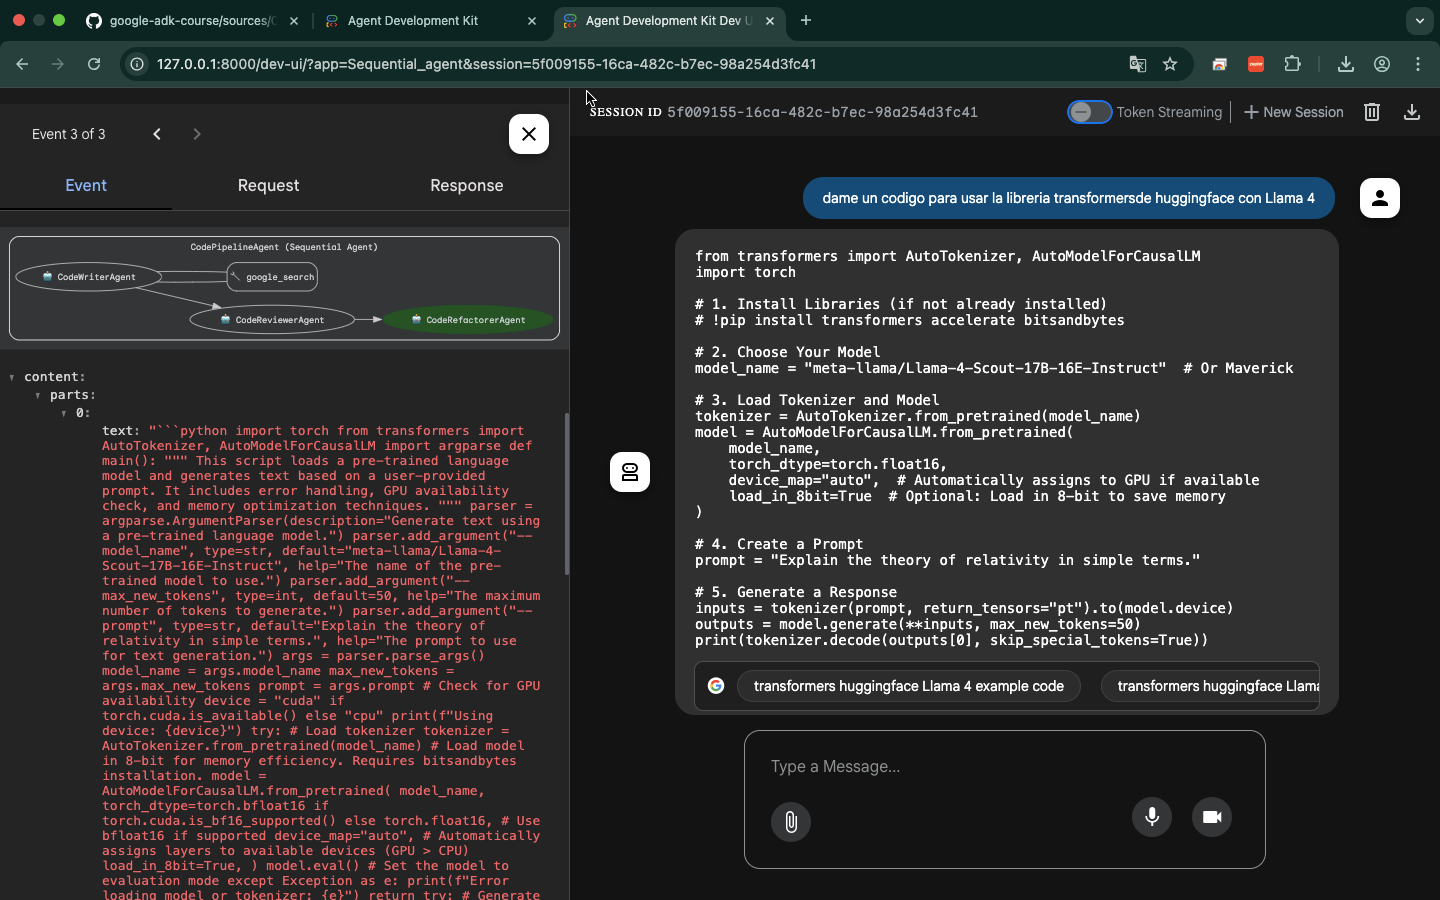 google-adk-course/sources/
Agent Development Kit
Agent Development Kit Dev U
127.0.0.1:8000/dev-ui/?app=Sequential_agent&session=5f009155-16ca-482c-b7ec-98a254d3fc41
Event 3 of 3
Event
Request
Response
CodePipelineAgent (Sequential Agent)
CodeWriterAgent
google_search
CodeReviewerAgent
CodeRefactorerAgent
content:
parts:
0:
text: "```python import torch from transformers import
AutoTokenizer, AutoModelForCausalLM import argparse def
main(): """ This script loads a pre-trained language
model and generates text based on a user-provided
prompt. It includes error handling, GPU availability
check, and memory optimization techniques. """ parser =
argparse.ArgumentParser(description="Generate text using
a pre-trained language model.") parser.add_argument("--
model_name", type=str, default="meta-llama/Llama-4-
Scout-17B-16E-Instruct", help="The name of the pre-
trained model to use.") parser.add_argument("--
max_new_tokens", type=int, default=50, help="The maximum
number of tokens to generate.") parser.add_argument("--
prompt", type=str, default="Explain the theory of
relativity in simple terms.", help="The prompt to use
for text generation.") args = parser.parse_args()
model_name = args.model_name max_new_tokens =
args.max_new_tokens prompt = args.prompt # Check for GPU
availability device = "cuda" if
torch.cuda.is_available() else "cpu" print(f"Using
device: {device}") try: # Load tokenizer tokenizer =
AutoTokenizer.from_pretrained(model_name) # Load model
in 8-bit for memory efficiency. Requires bitsandbytes
installation. model =
AutoModelForCausalLM.from_pretrained( model_name,
torch_dtype=torch.bfloat16 if
torch.cuda.is_bf16_supported() else torch.float16, # Use
bfloat16 if supported device_map="auto", # Automatically
assigns layers to available devices (GPU > CPU)
load_in_8bit=True, ) model.eval() # Set the model to
evaluation mode except Exception as e: print(f"Error
loading model or tokenizer: {e}") return try: # Generate
SESSION ID 5f009155-16ca-482c-b7ec-98a254d3fc41
Token Streaming
New Session
dame un codigo para usar la libreria transformersde huggingface con Llama 4
from transformers import AutoTokenizer, AutoModelForCausalLM
import torch
# 1. Install Libraries (if not already installed)
# !pip install transformers accelerate bitsandbytes
# 2. Choose Your Model
model_name = "meta-llama/Llama-4-Scout-17B-16E-Instruct"  # Or Maverick
# 3. Load Tokenizer and Model
tokenizer = AutoTokenizer.from_pretrained(model_name)
model = AutoModelForCausalLM.from_pretrained(
model_name,
torch_dtype=torch.float16,
device_map="auto",  # Automatically assigns to GPU if available
load_in_8bit=True  # Optional: Load in 8-bit to save memory
)
# 4. Create a Prompt
prompt = "Explain the theory of relativity in simple terms."
# 5. Generate a Response
inputs = tokenizer(prompt, return_tensors="pt").to(model.device)
outputs = model.generate(**inputs, max_new_tokens=50)
print(tokenizer.decode(outputs[0], skip_special_tokens=True))
transformers huggingface Llama 4 example code
transformers huggingface Llama
Type a Message...